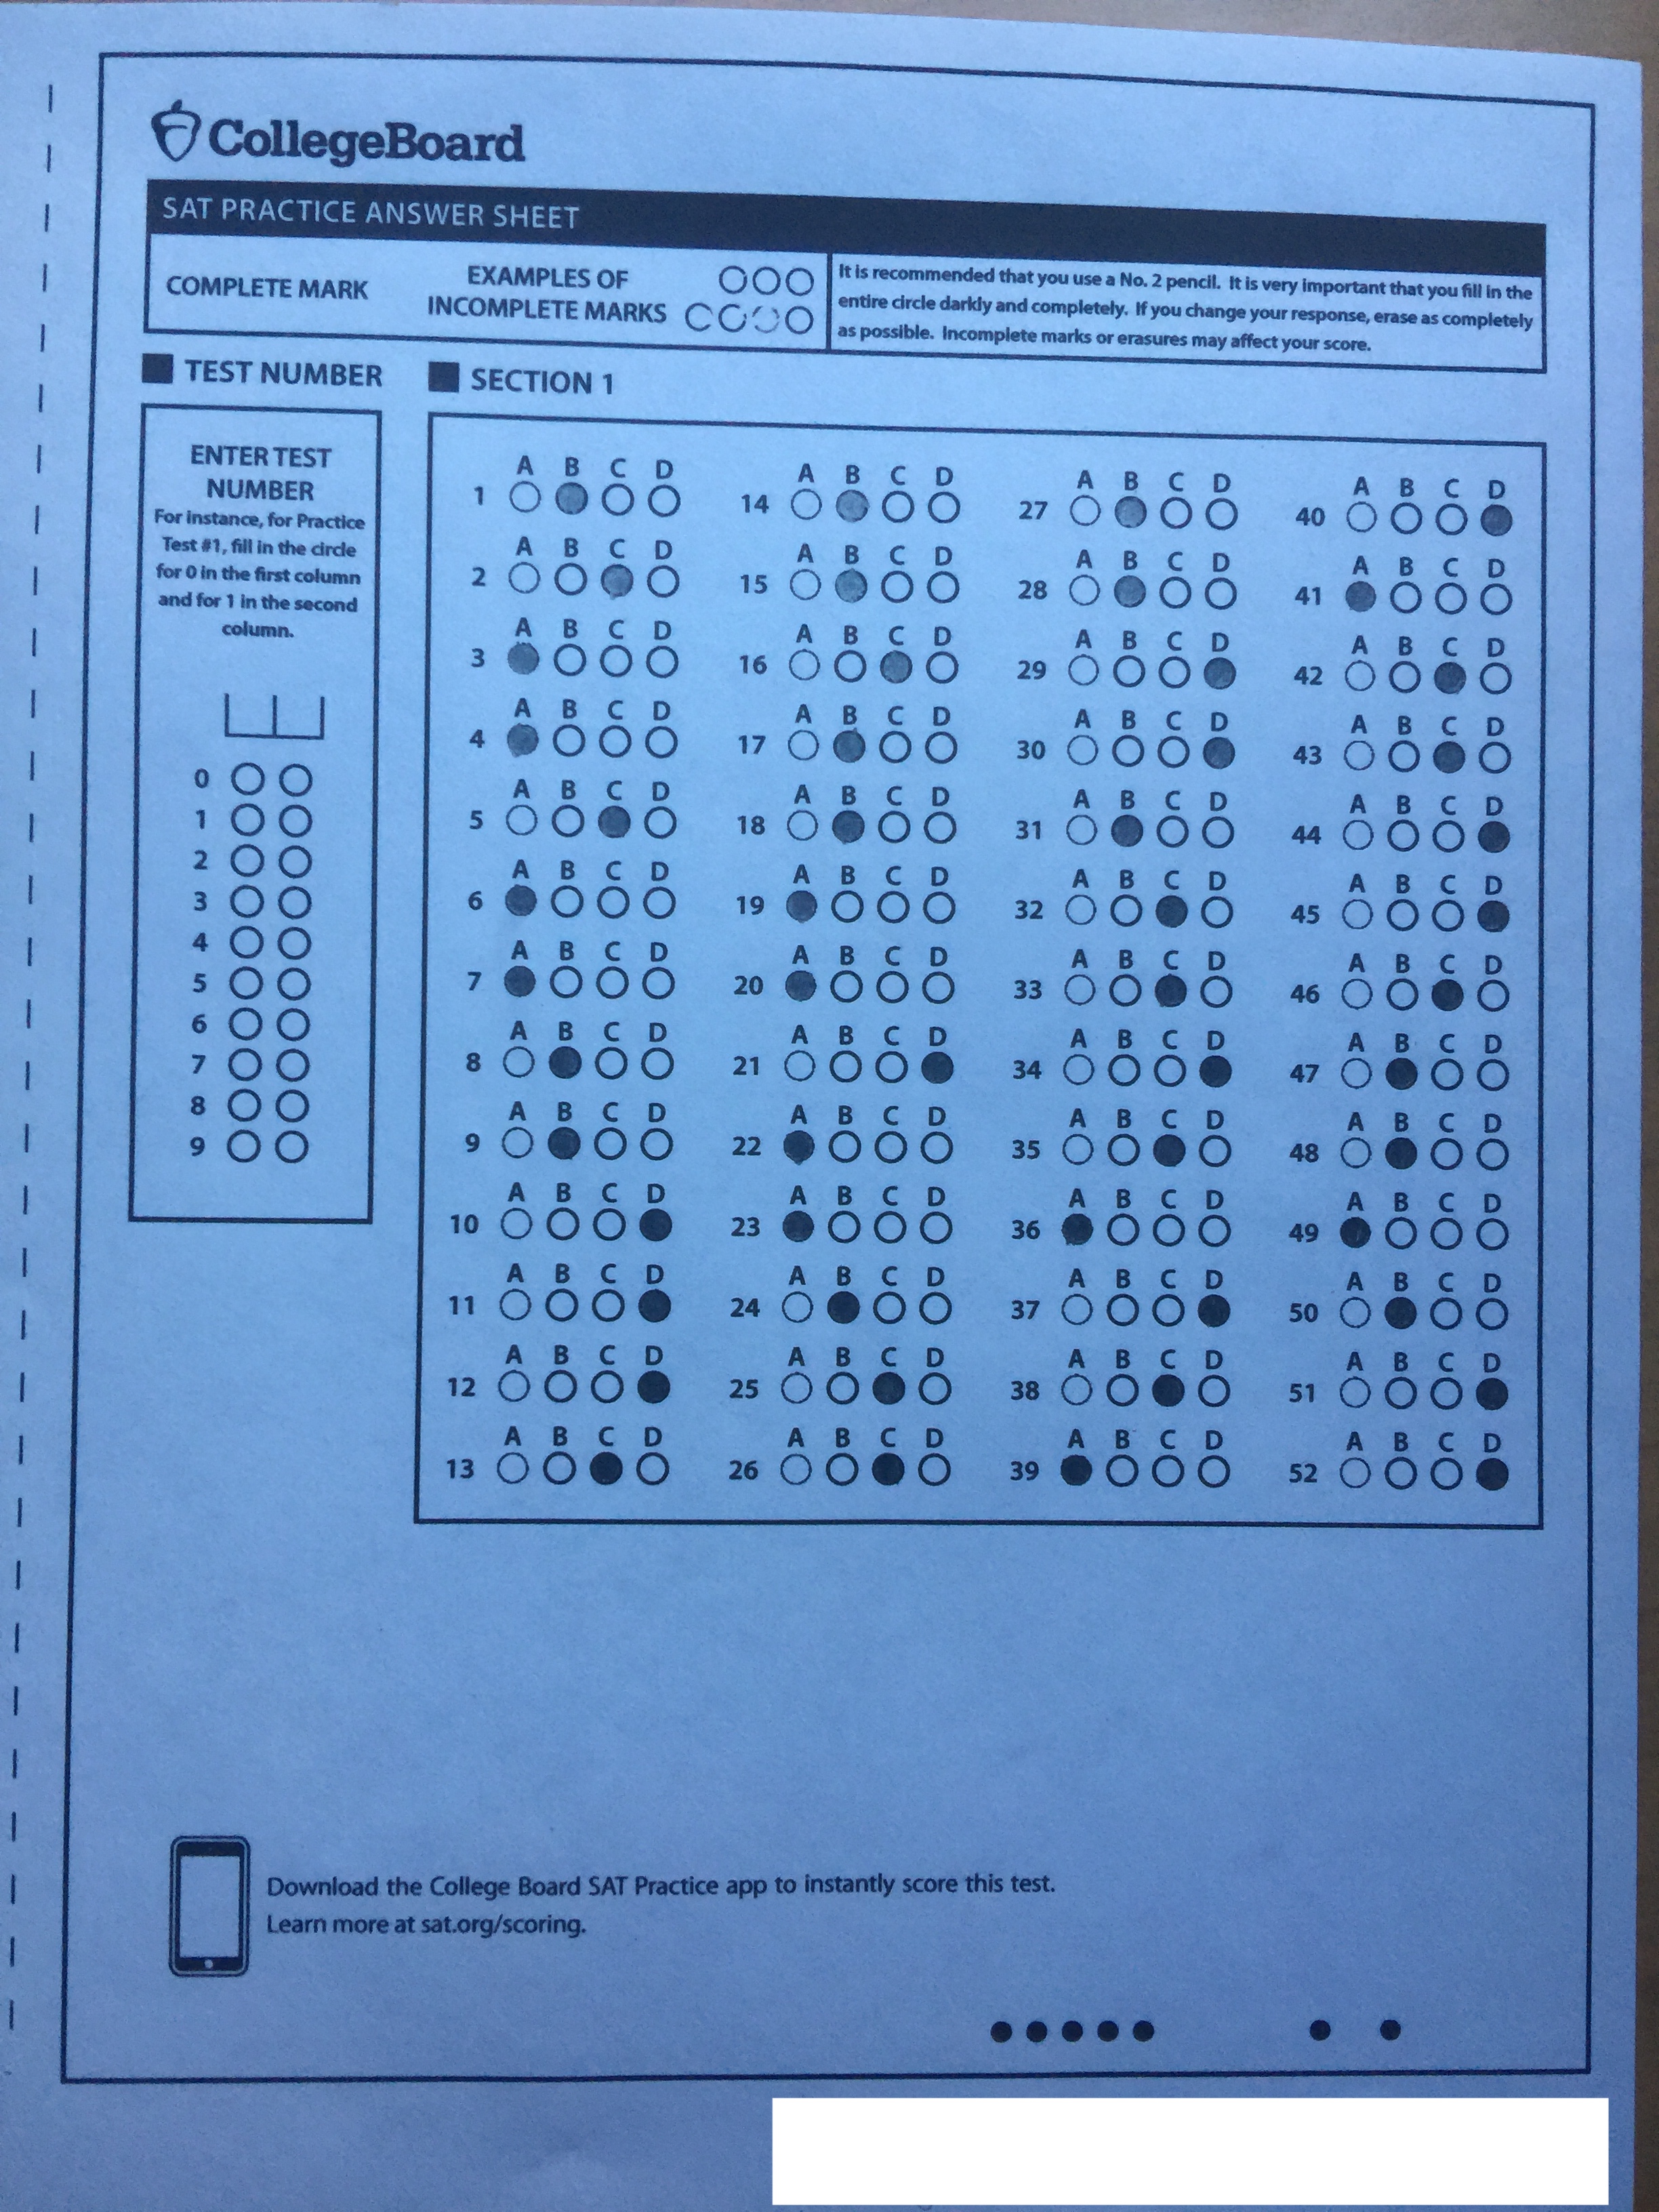 CollegeBoard
SAT PRACTICE ANSWER SHEET
COMPLETE MARK
EXAMPLES OF
INCOMPLETE MARKS
It is recommended that you use a No. 2 pencil. It is very important that you fill in the
entire circle darkly and completely. If you change your response, erase as completely
as possible. Incomplete marks or erasures may affect your score.
TEST NUMBER
ENTER TEST
NUMBER
For instance, for Practice
Test #1, fill in the circle
for 0 in the first column
and for 1 in the second
column.
0
1
2
3
4
5
6
7
8
9
SECTION 1
A B C D
1
A B C D
2
A B C D
3
A B C D
4
A B C D
5
A B C D
6
A B C D
7
A B C D
8
A B C D
9
A B C D
10
A B C D
11
A B C D
12
A B C D
13
A B C D
14
A B C D
15
A B C D
16
A B C D
17
A B C D
18
A B C D
19
A B C D
20
A B C D
21
A B C D
22
A B C D
23
A B C D
24
A B C D
25
A B C D
26
A B C D
27
A B C D
28
A B C D
29
A B C D
30
A B C D
31
A B C D
32
A B C D
33
A B C D
34
A B C D
35
A B C D
36
A B C D
37
A B C D
38
A B C D
39
A B C D
40
A B C D
41
A B C D
42
A B C D
43
A B C D
44
A B C D
45
A B C D
46
A B C D
47
A B C D
48
A B C D
49
A B C D
50
A B C D
51
A B C D
52
Download the College Board SAT Practice app to instantly score this test.
Learn more at sat.org/scoring.